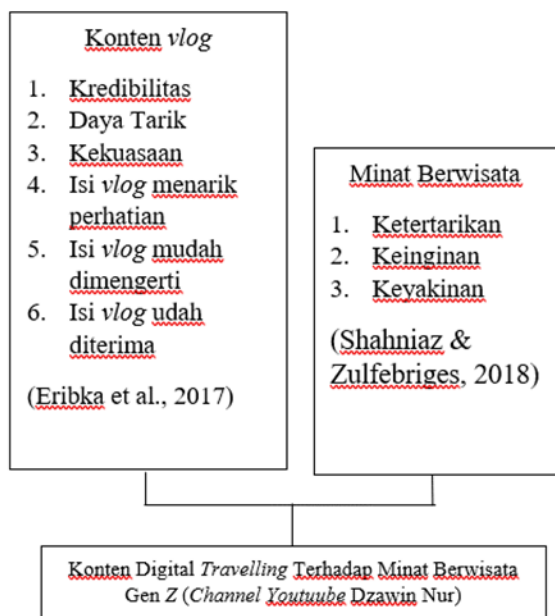 Konten vlog
1. Kredibilitas
2. Daya Tarik
3. Kekuasaan
4. Isi vlog menarik
perhatian
5. Isi vlog mudah
dimengerti
6. Isi vlog udah
diterima
(Eribka et al., 2017)
Minat Berwisata
1. Ketertarikan
2. Keinginan
3. Keyakinan
(Shahniaz &
Zulfebriges, 2018)
Konten Digital Travelling Terhadap Minat Berwisata
Gen Z (Channel Youtuube Dzawin Nur)